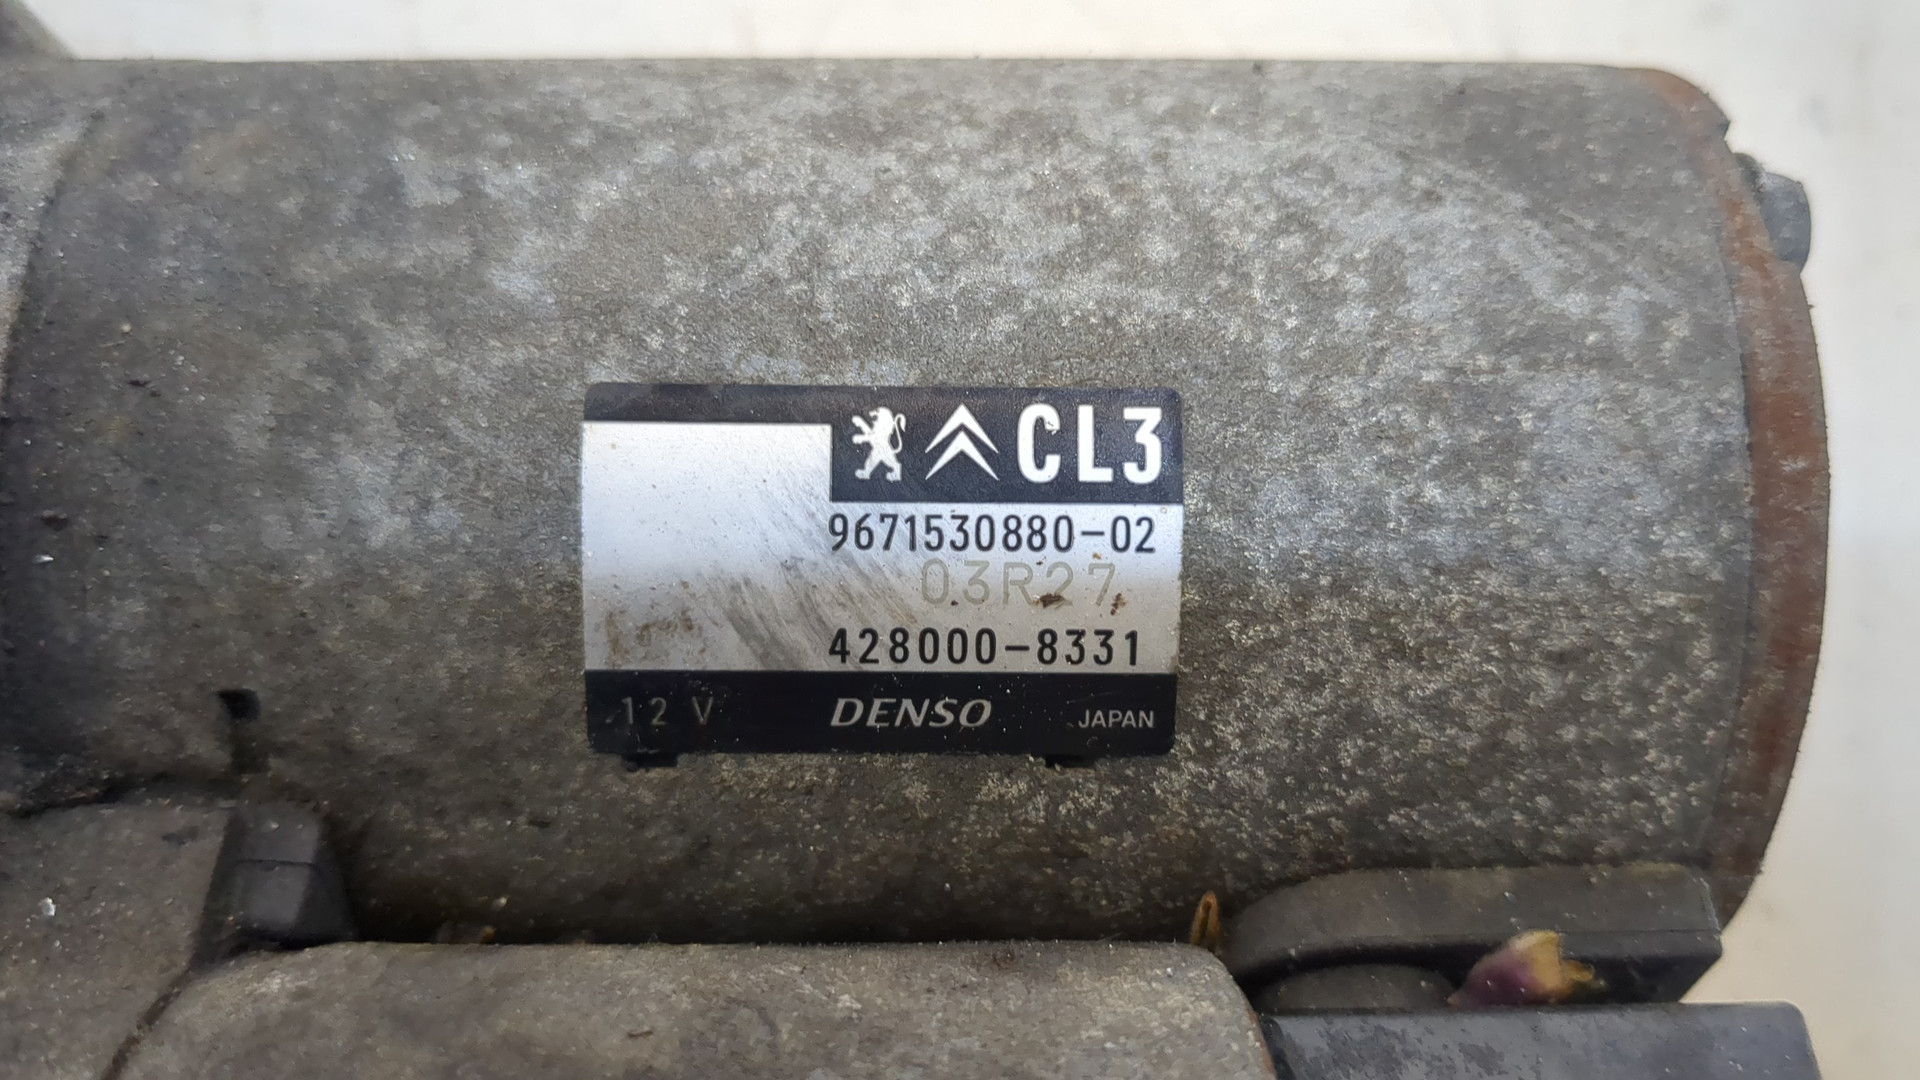 CL3
9671530880-02
03R27
428000-8331
12 V DENSO JAPAN